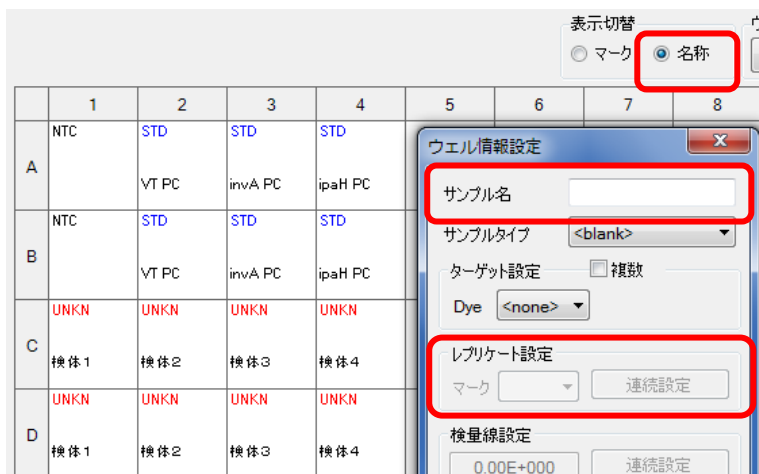 表示切替
マーク 名称
1 2 3 4 5 6 7 8
A
NTC STD STD STD
VT PC invA PC ipaH PC
B
NTC STD STD STD
VT PC invA PC ipaH PC
C
UNKN UNKN UNKN UNKN
検体1 検体2 検体3 検体4
D
UNKN UNKN UNKN UNKN
検体1 検体2 検体3 検体4
ウェル情報設定
サンプル名
サンプルタイプ <blank>
ターゲット設定 複数
Dye <none>
レプリケート設定
マーク 連続設定
検量線設定
0.00E+000 連続設定